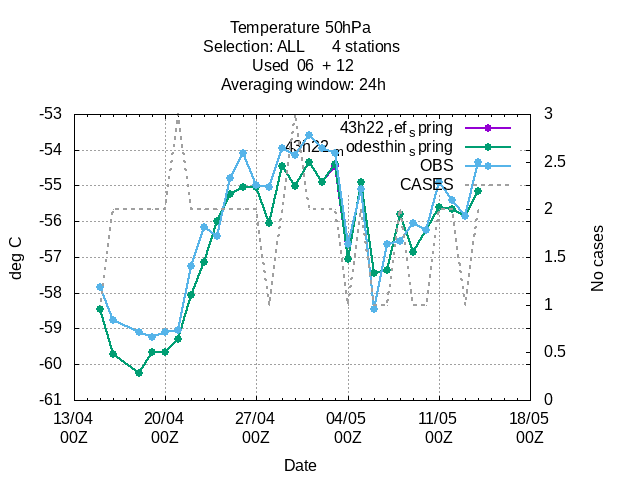 Temperature 50hPa
Selection: ALL 4 stations
Used 06 + 12
Averaging window: 24h
-53
-54
-55
-56
-57
-58
-59
-60
-61
deg C
43h22_ref_spring
43h22_modesthin_spring
OBS
CASES
3
2.5
2
1.5
1
0.5
0
No cases
13/04 20/04 27/04 04/05 11/05 18/05
00Z 00Z 00Z 00Z 00Z 00Z
Date